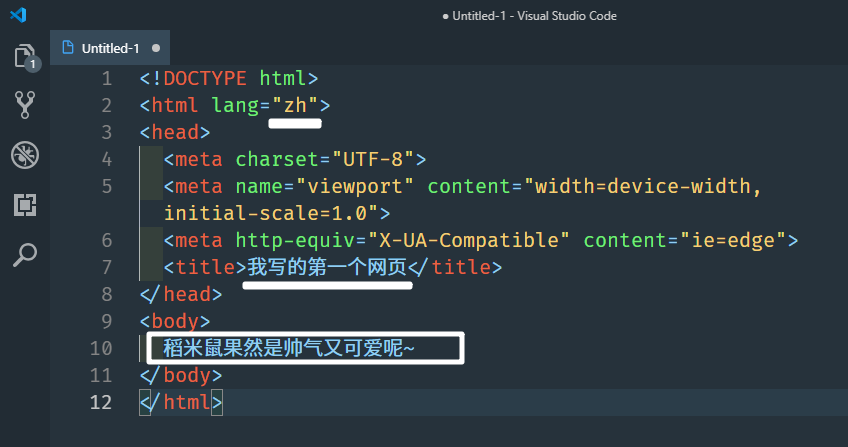 ● Untitled-1 - Visual Studio Code
Untitled-1 ●
1
1 <!DOCTYPE html>
2 <html lang="zh">
3 <head>
4 <meta charset="UTF-8">
5 <meta name="viewport" content="width=device-width,
initial-scale=1.0">
6 <meta http-equiv="X-UA-Compatible" content="ie=edge">
7 <title>我写的第一个网页</title>
8 </head>
9 <body>
10 稻米鼠果然是帅气又可爱呢~
11 </body>
12 </html>